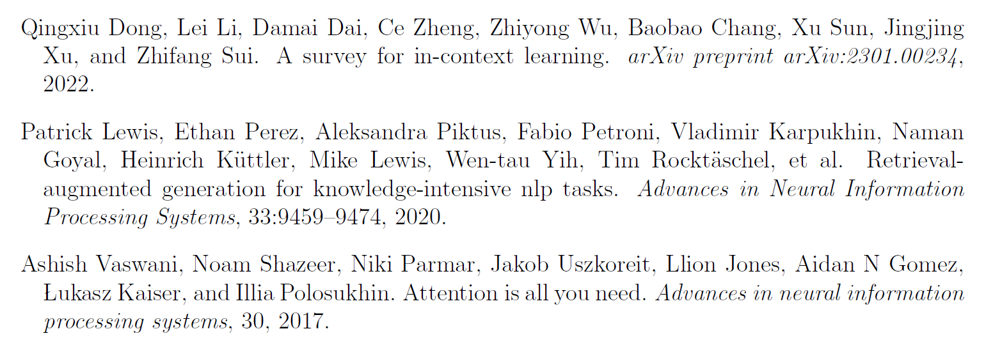 Qingxiu Dong, Lei Li, Damai Dai, Ce Zheng, Zhiyong Wu, Baobao Chang, Xu Sun, Jingjing
Xu, and Zhifang Sui. A survey for in-context learning. arXiv preprint arXiv:2301.00234,
2022.
Patrick Lewis, Ethan Perez, Aleksandra Piktus, Fabio Petroni, Vladimir Karpukhin, Naman
Goyal, Heinrich Küttler, Mike Lewis, Wen-tau Yih, Tim Rocktäschel, et al. Retrieval-
augmented generation for knowledge-intensive nlp tasks. Advances in Neural Information
Processing Systems, 33:9459–9474, 2020.
Ashish Vaswani, Noam Shazeer, Niki Parmar, Jakob Uszkoreit, Llion Jones, Aidan N Gomez,
Łukasz Kaiser, and Illia Polosukhin. Attention is all you need. Advances in neural information
processing systems, 30, 2017.